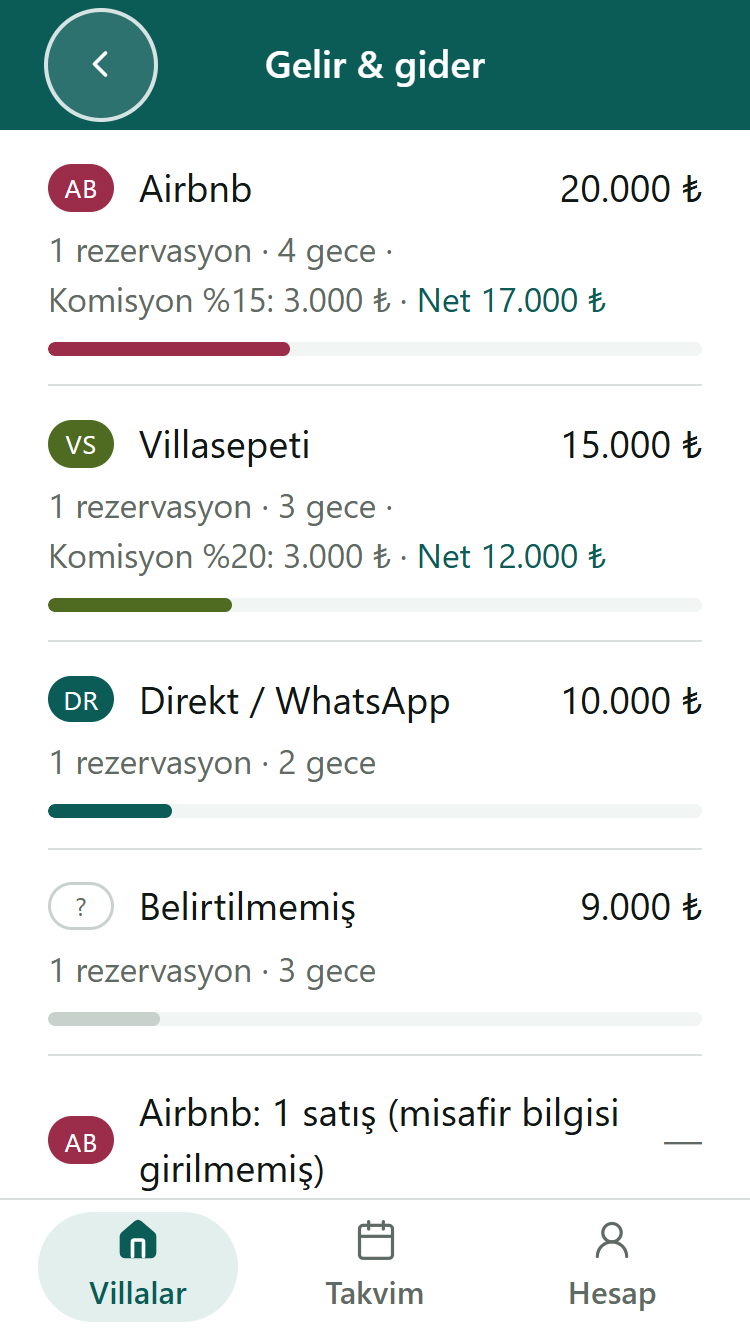 Gelir & gider
AB Airbnb 20.000 ₺
1 rezervasyon · 4 gece ·
Komisyon %15: 3.000 ₺ · Net 17.000 ₺
VS Villasepeti 15.000 ₺
1 rezervasyon · 3 gece ·
Komisyon %20: 3.000 ₺ · Net 12.000 ₺
DR Direkt / WhatsApp 10.000 ₺
1 rezervasyon · 2 gece
? Belirtilmemiş 9.000 ₺
1 rezervasyon · 3 gece
AB Airbnb: 1 satış (misafir bilgisi girilmemiş) —
Villalar Takvim Hesap